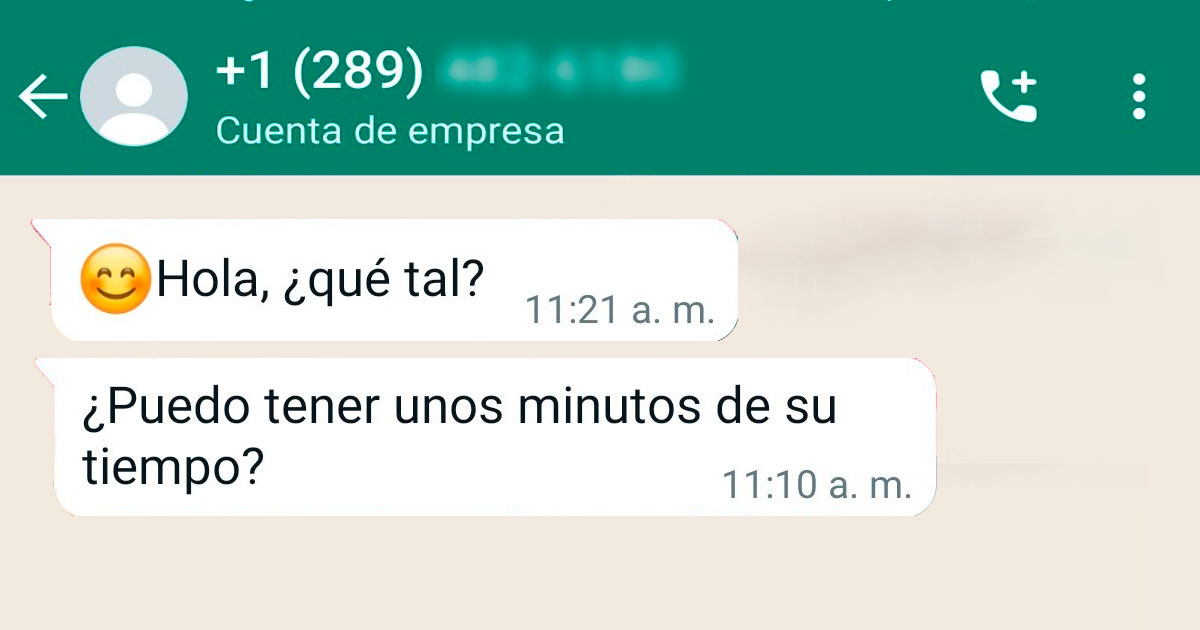 +1 (289)
Cuenta de empresa
😊Hola, ¿qué tal?
11:21 a. m.
¿Puedo tener unos minutos de su
tiempo?
11:10 a. m.